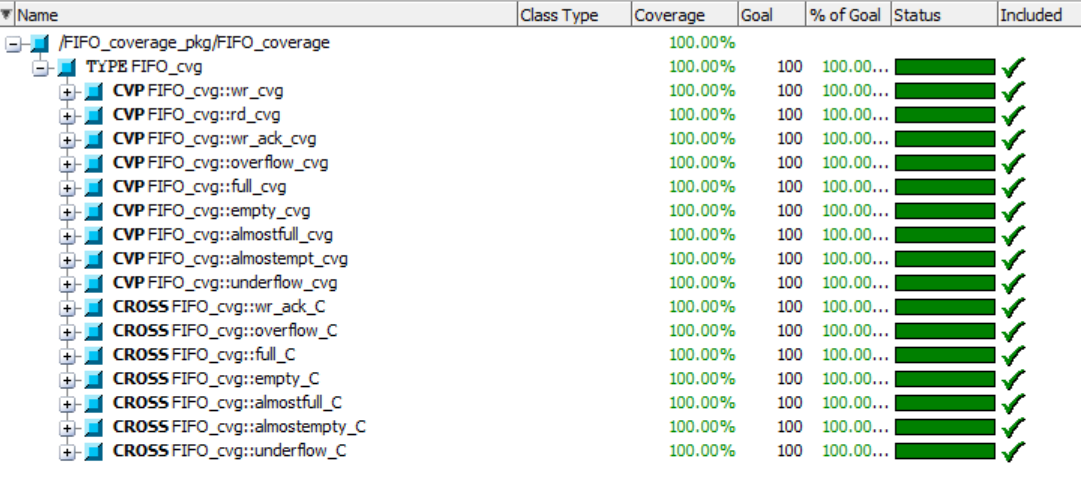 Name Class Type Coverage Goal % of Goal Status Included
/FIFO_coverage_pkg/FIFO_coverage 100.00%
TYPE FIFO_cvg 100.00% 100 100.00...
CVP FIFO_cvg::wr_cvg 100.00% 100 100.00...
CVP FIFO_cvg::rd_cvg 100.00% 100 100.00...
CVP FIFO_cvg::wr_ack_cvg 100.00% 100 100.00...
CVP FIFO_cvg::overflow_cvg 100.00% 100 100.00...
CVP FIFO_cvg::full_cvg 100.00% 100 100.00...
CVP FIFO_cvg::empty_cvg 100.00% 100 100.00...
CVP FIFO_cvg::almostfull_cvg 100.00% 100 100.00...
CVP FIFO_cvg::almostempt_cvg 100.00% 100 100.00...
CVP FIFO_cvg::underflow_cvg 100.00% 100 100.00...
CROSS FIFO_cvg::wr_ack_C 100.00% 100 100.00...
CROSS FIFO_cvg::overflow_C 100.00% 100 100.00...
CROSS FIFO_cvg::full_C 100.00% 100 100.00...
CROSS FIFO_cvg::empty_C 100.00% 100 100.00...
CROSS FIFO_cvg::almostfull_C 100.00% 100 100.00...
CROSS FIFO_cvg::almostempty_C 100.00% 100 100.00...
CROSS FIFO_cvg::underflow_C 100.00% 100 100.00...